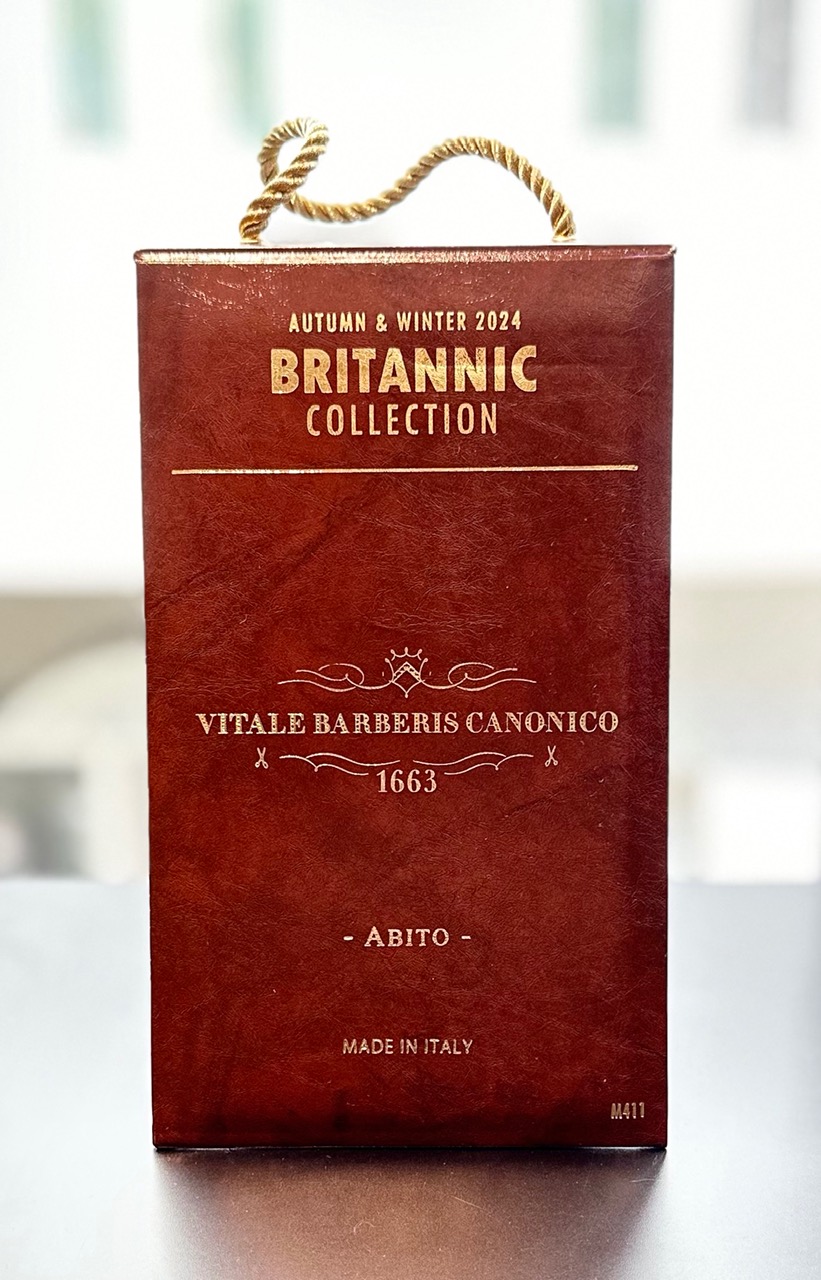 AUTUMN & WINTER 2024
BRITANNIC
COLLECTION
VITALE BARBERIS CANONICO
1663
- ABITO -
MADE IN ITALY
M411